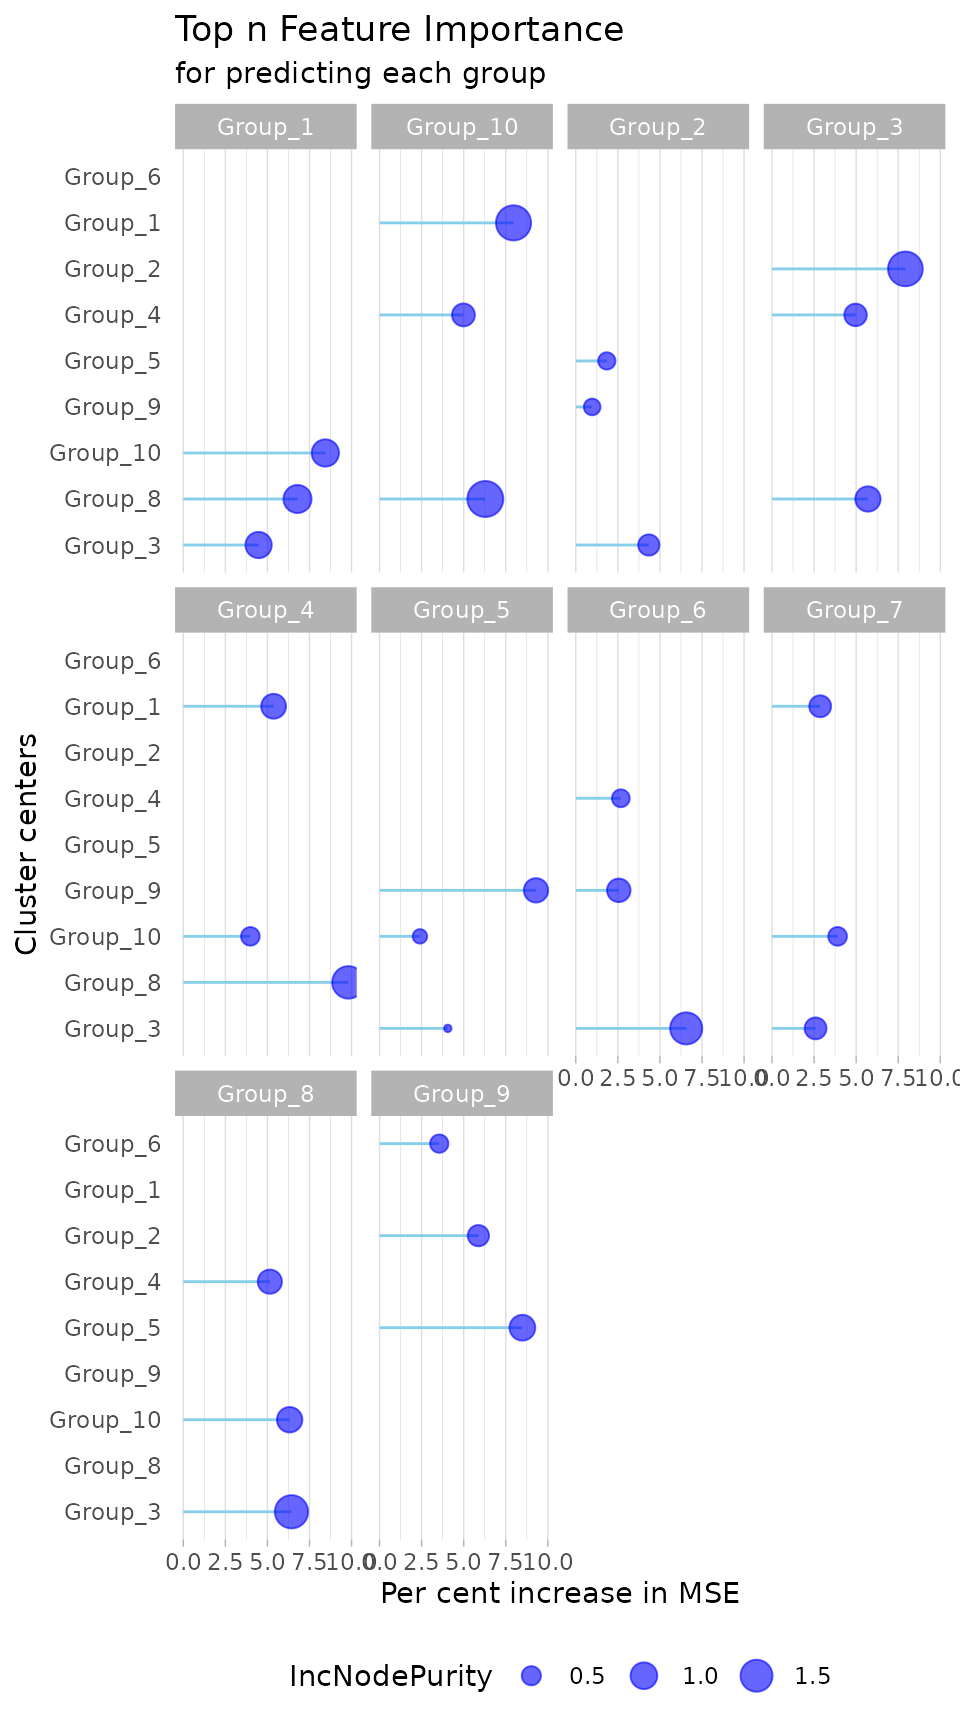 Top n Feature Importance
for predicting each group
Group_1 Group_10 Group_2 Group_3
Group_6
Group_1
Group_2
Group_4
Group_5
Group_9
Group_10
Group_8
Group_3
Group_4 Group_5 Group_6 Group_7
Group_6
Group_1
Group_2
Group_4
Group_5
Group_9
Group_10
Group_8
Group_3
0.0 2.5 5.0 7.5 10.0 0.0 2.5 5.0 7.5 10.0
Cluster centers
Group_8 Group_9
Group_6
Group_1
Group_2
Group_4
Group_5
Group_9
Group_10
Group_8
Group_3
0.0 2.5 5.0 7.5 10.0 0.0 2.5 5.0 7.5 10.0
Per cent increase in MSE
IncNodePurity 0.5 1.0 1.5